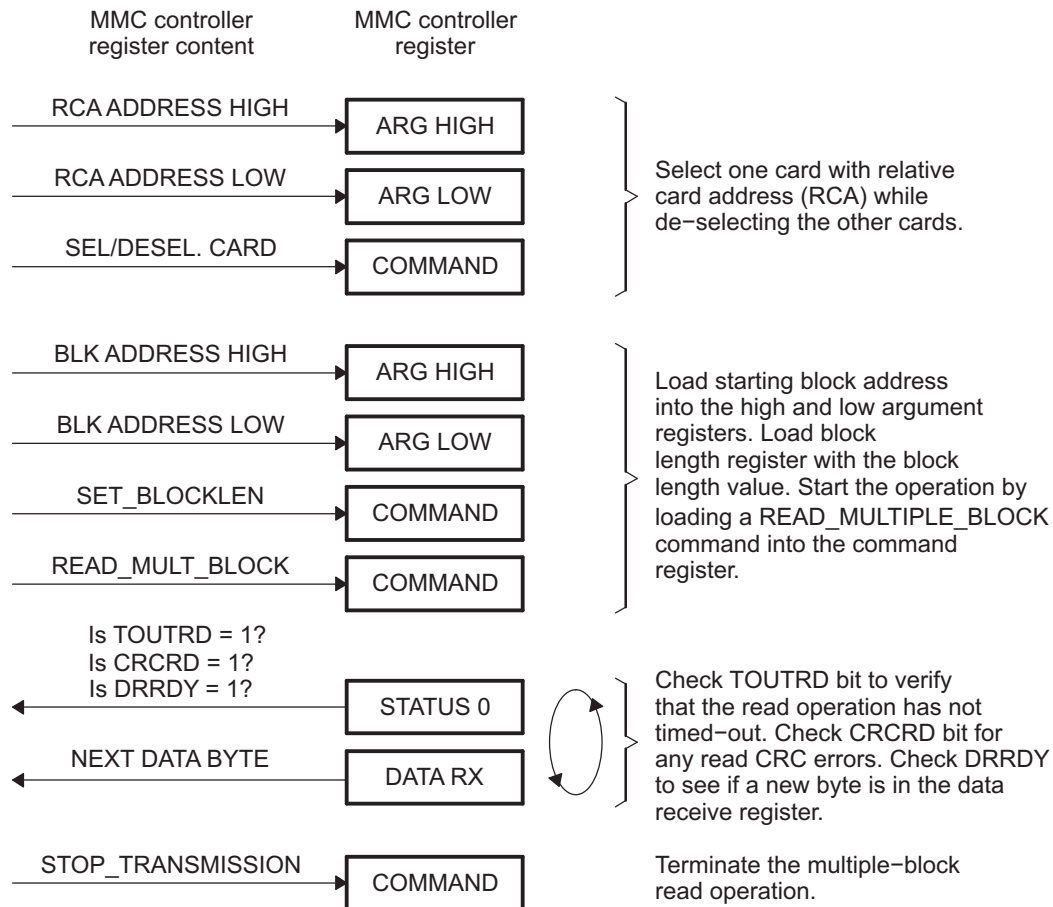 MMC controller
register content
MMC controller
register
RCA ADDRESS HIGH
ARG HIGH
RCA ADDRESS LOW
ARG LOW
SEL/DESEL. CARD
COMMAND
Select one card with relative
card address (RCA) while
de−selecting the other cards.
BLK ADDRESS HIGH
ARG HIGH
BLK ADDRESS LOW
ARG LOW
SET_BLOCKLEN
COMMAND
READ_MULT_BLOCK
COMMAND
Load starting block address
into the high and low argument
registers. Load block
length register with the block
length value. Start the operation by
loading a READ_MULTIPLE_BLOCK
command into the command
register.
Is TOUTRD = 1?
Is CRCRD = 1?
Is DRRDY = 1?
STATUS 0
NEXT DATA BYTE
DATA RX
Check TOUTRD bit to verify
that the read operation has not
timed−out. Check CRCRD bit for
any read CRC errors. Check DRRDY
to see if a new byte is in the data
receive register.
STOP_TRANSMISSION
COMMAND
Terminate the multiple−block
read operation.